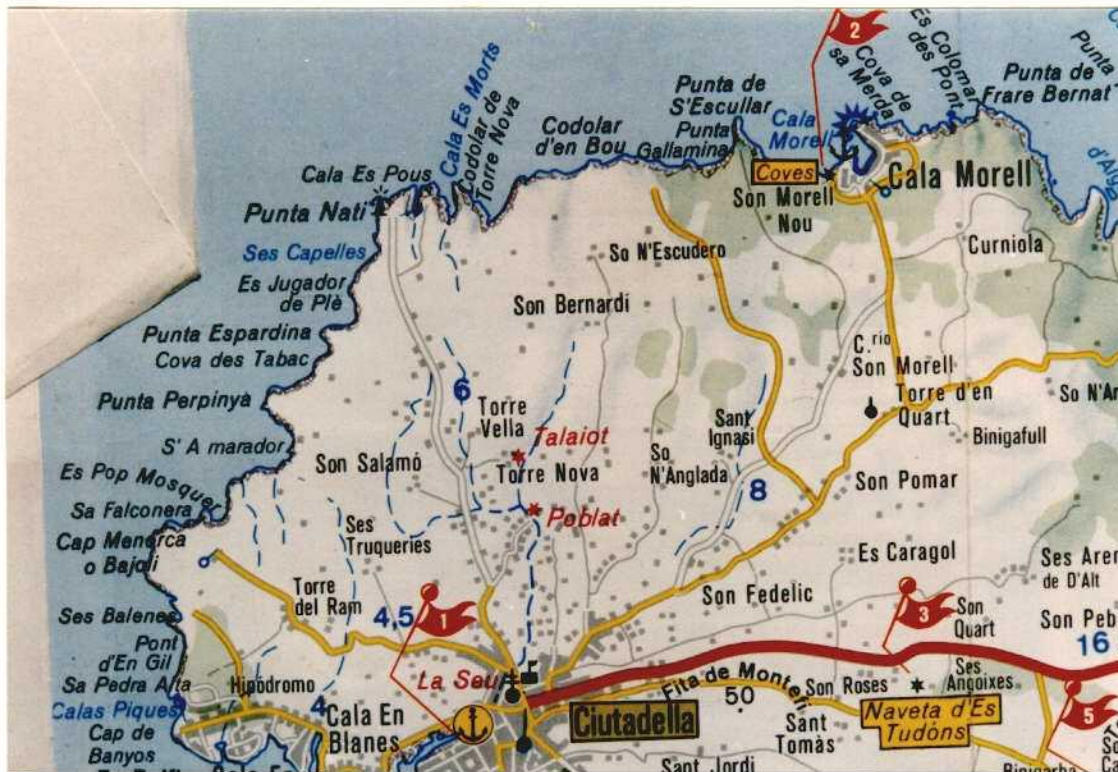 2
Es Colomar
des Pont
Cova de
sa Merda
Punta de
Frare Bernat
Punta de
S'Escullar
Punta
Gallamina
Cala
Morell
Cala Es Morts
Codolar de
Torre Nova
Codolar
d'en Bou
Cala Es Pous
Coves
Cala Morell
Son Morell
Nou
Punta Nati
Ses Capelles
So N'Escudero
Curniola
Es Jugador
de Plè
Son Bernardi
Punta Espardina
Cova des Tabac
C.rio
Son Morell
6
Punta Perpinyà
Torre
Vella
Torre d'en
Quart
Sant
Ignasi
Talaiot
Binigafull
S'A marador
Son Salamó
Torre Nova
So
N'Anglada
8
Son Pomar
Es Pop Mosquer
Sa Falconera
Poblat
Cap Menorca
o Bajolí
Ses
Truqueries
Es Caragol
Ses Aren
de D'Alt
Torre
del Ram
4,5
1
Son Fedelic
3
Son
Quart
Son Peb
16
Ses Balenes
Pont
d'En Gil
Sa Pedra Alta
Hipódromo
La Seu
Fita de Montefí
Son Roses
Ses
Angoixes
Calas Piques
4
Cala En
Blanes
Ciutadella
50
Naveta d'Es
Tudóns
5
Cap de
Banyos
Sant
Tomàs
Sant Jordi